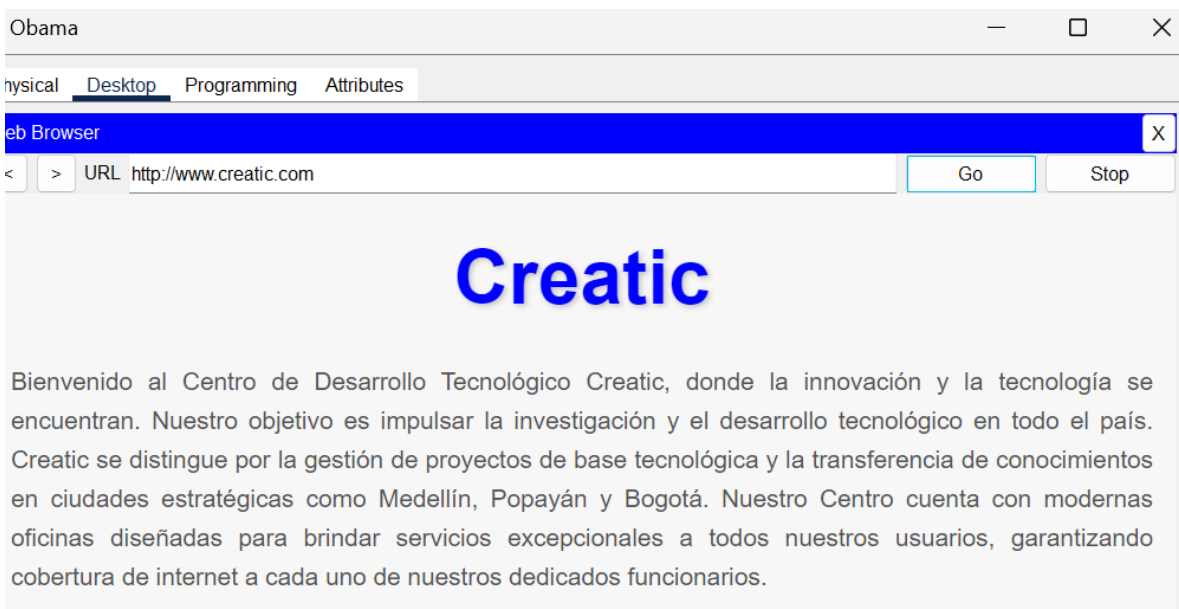 Obama
hysical Desktop Programming Attributes
eb Browser X
< > URL http://www.creatic.com Go Stop
Creatic
Bienvenido al Centro de Desarrollo Tecnológico Creatic, donde la innovación y la tecnología se
encuentran. Nuestro objetivo es impulsar la investigación y el desarrollo tecnológico en todo el país.
Creatic se distingue por la gestión de proyectos de base tecnológica y la transferencia de conocimientos
en ciudades estratégicas como Medellín, Popayán y Bogotá. Nuestro Centro cuenta con modernas
oficinas diseñadas para brindar servicios excepcionales a todos nuestros usuarios, garantizando
cobertura de internet a cada uno de nuestros dedicados funcionarios.